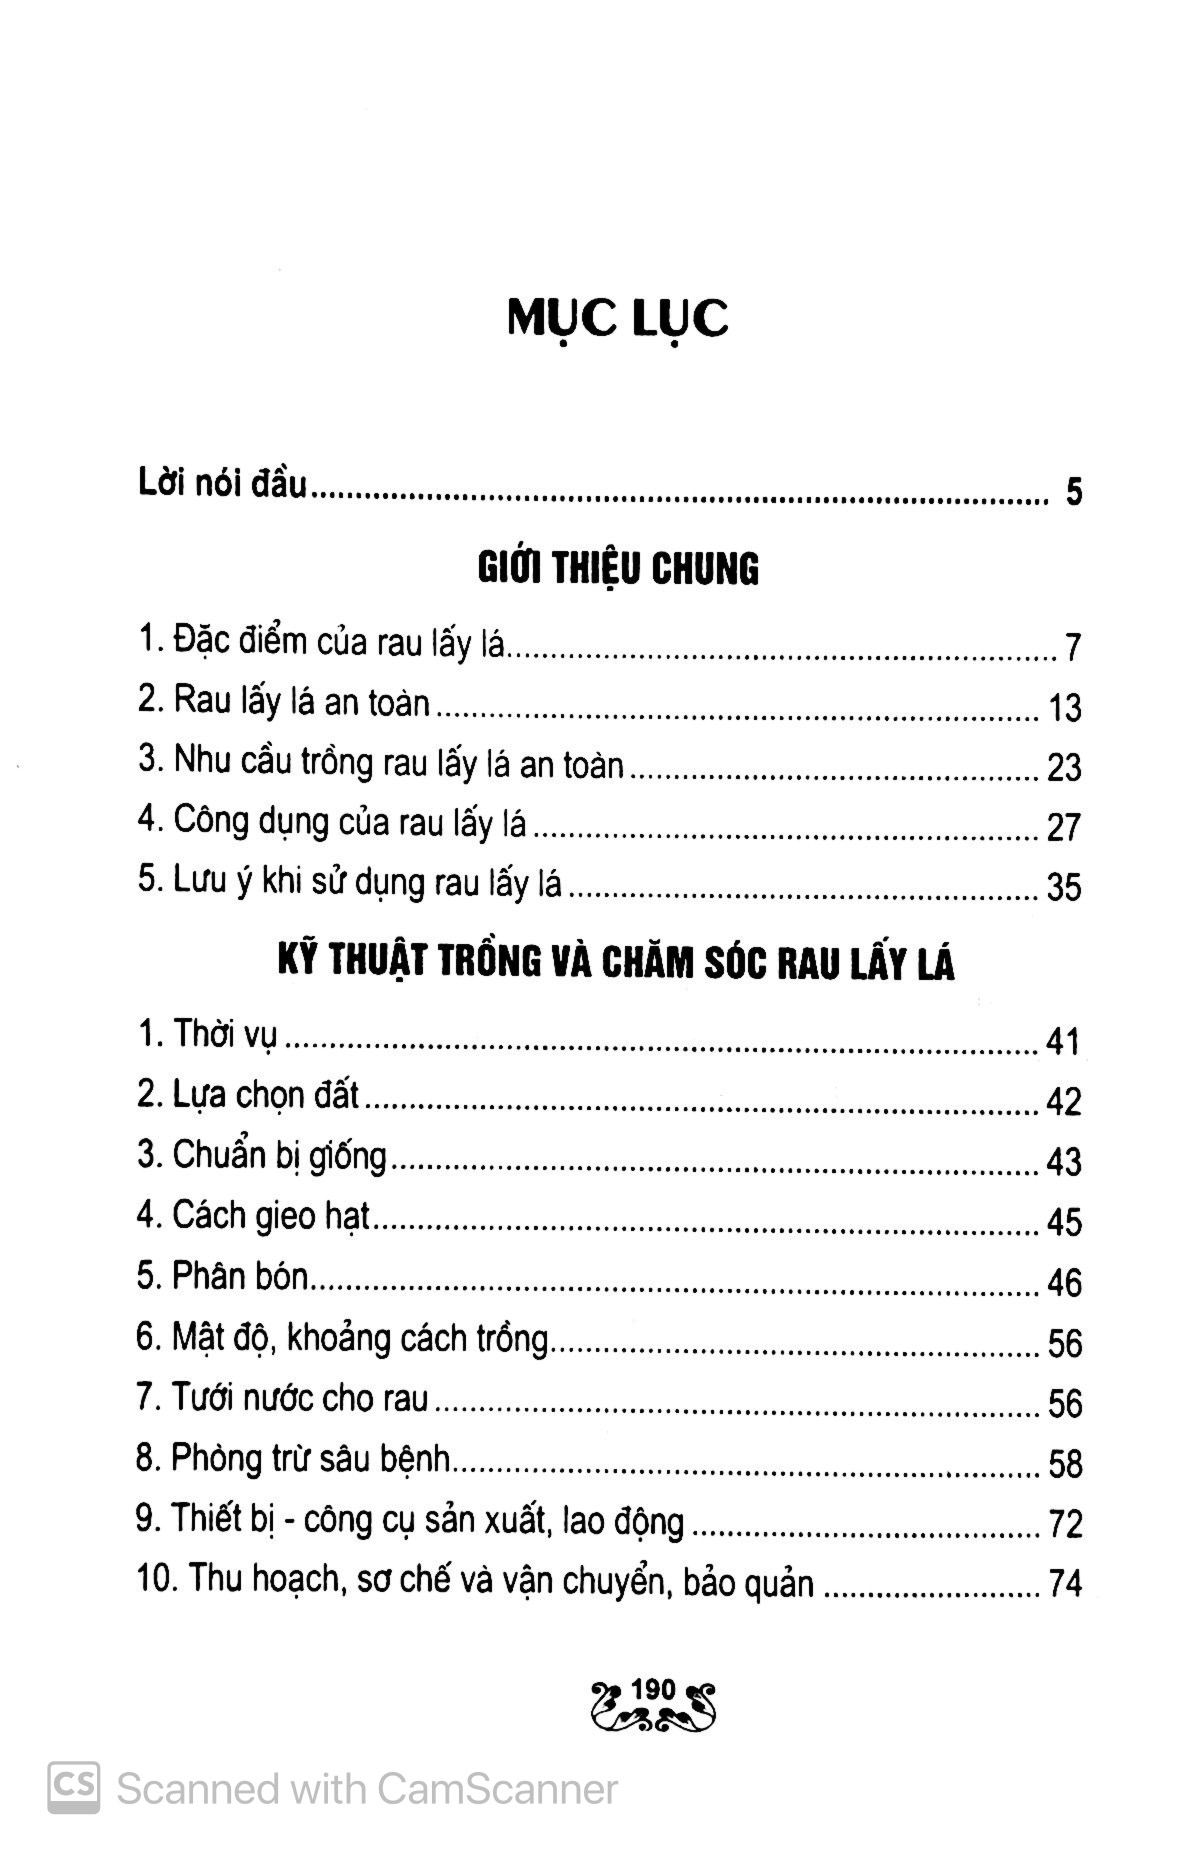 MỤC LỤC
Lời nói đầu.......................................................................................... 5
GIỚI THIỆU CHUNG
1. Đặc điểm của rau lấy lá.............................................................. 7
2. Rau lấy lá an toàn.................................................................... 13
3. Nhu cầu trồng rau lấy lá an toàn.............................................. 23
4. Công dụng của rau lấy lá......................................................... 27
5. Lưu ý khi sử dụng rau lấy lá..................................................... 35
KỸ THUẬT TRỒNG VÀ CHĂM SÓC RAU LẤY LÁ
1. Thời vụ..................................................................................... 41
2. Lựa chọn đất............................................................................ 42
3. Chuẩn bị giống......................................................................... 43
4. Cách gieo hạt........................................................................... 45
5. Phân bón.................................................................................. 46
6. Mật độ, khoảng cách trồng....................................................... 56
7. Tưới nước cho rau.................................................................... 56
8. Phòng trừ sâu bệnh.................................................................. 58
9. Thiết bị - công cụ sản xuất, lao động....................................... 72
10. Thu hoạch, sơ chế và vận chuyển, bảo quản ........................ 74
190
CS Scanned with CamScanner